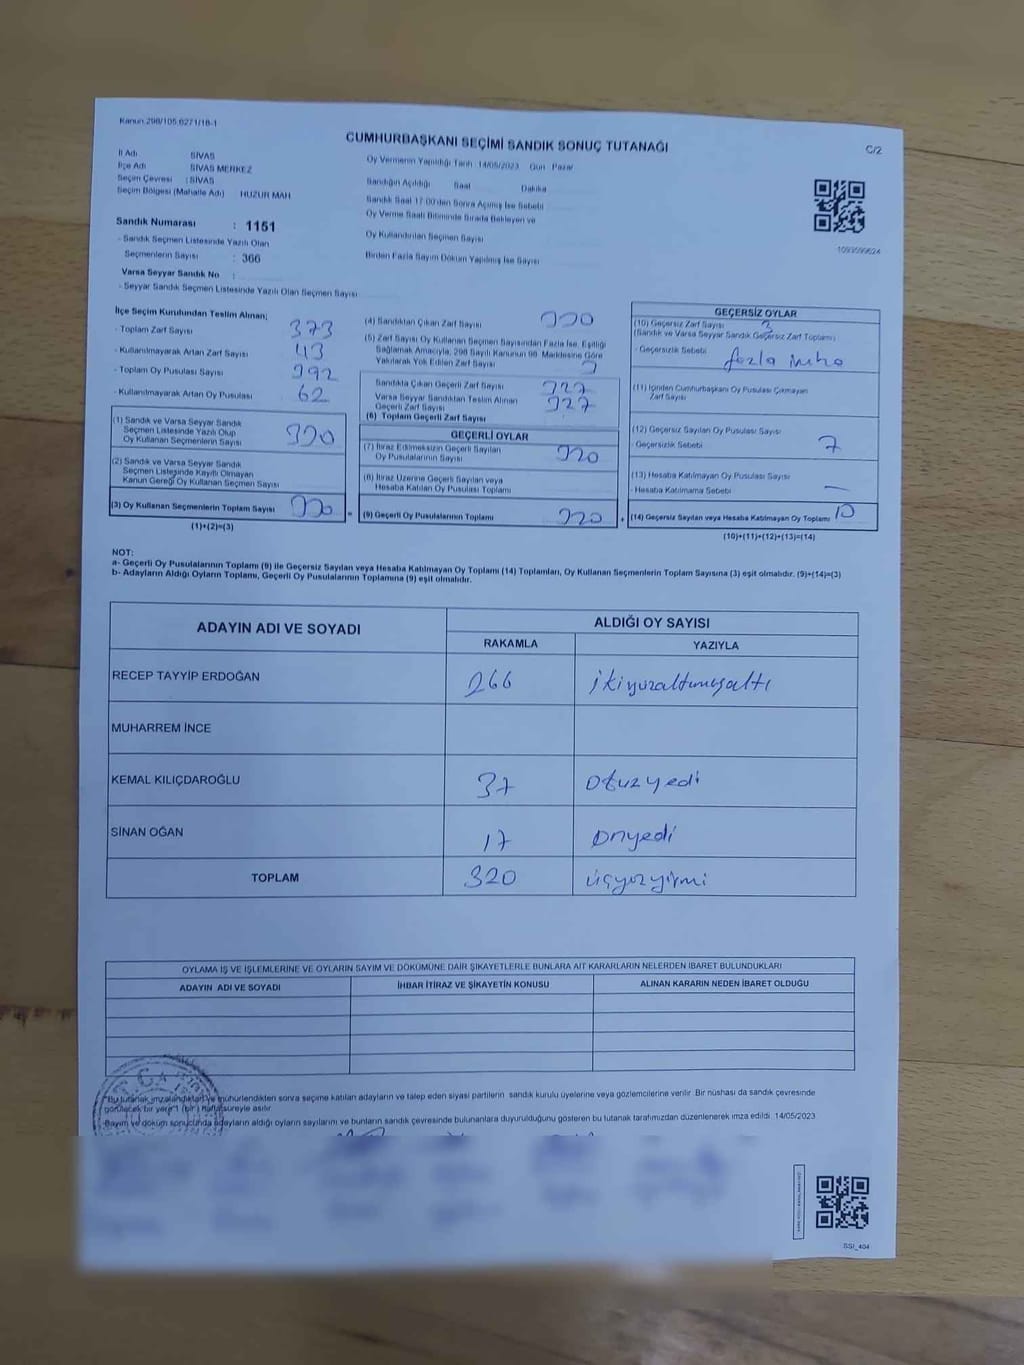 Kanun.298/105,6271/18-1
CUMHURBAŞKANI SEÇİMİ SANDIK SONUÇ TUTANAĞI
C/2
İl Adı SİVAS
İlçe Adı SİVAS MERKEZ
Seçim Çevresi : SİVAS
Seçim Bölgesi (Mahalle Adı) HUZUR MAH
Oy Vermenin Yapıldığı Tarih 14/05/2023 Gün Pazar
Sandığın Açıldığı Saat Dakika
Sandık Saat 17:00'den Sonra Açılmış İse Sebebi
Oy Verme Saati Bitiminde Sırada Bekleyen ve
Oy Kullandırılan Seçmen Sayısı
Birden Fazla Sayım Döküm Yapılmış İse Sayısı
Sandık Numarası : 1151
- Sandık Seçmen Listesinde Yazılı Olan
Seçmenlerin Sayısı : 366
Varsa Seyyar Sandık No :
- Seyyar Sandık Seçmen Listesinde Yazılı Olan Seçmen Sayısı
İlçe Seçim Kurulundan Teslim Alınan;
- Toplam Zarf Sayısı 373
- Kullanılmayarak Artan Zarf Sayısı 43
- Toplam Oy Pusulası Sayısı 392
- Kullanılmayarak Artan Oy Pusulası 62
(1) Sandık ve Varsa Seyyar Sandık
Seçmen Listesinde Yazılı Olup
Oy Kullanan Seçmenlerin Sayısı 330
(2) Sandık ve Varsa Seyyar Sandık
Seçmen Listesinde Kayıtlı Olmayan
Kanun Gereği Oy Kullanan Seçmen Sayısı
(3) Oy Kullanan Seçmenlerin Toplam Sayısı 330
(1)+(2)=(3)
(4) Sandıktan Çıkan Zarf Sayısı 330
(5) Zarf Sayısı Oy Kullanan Seçmen Sayısından Fazla İse, Eşitliği
Sağlamak Amacıyla, 298 Sayılı Kanunun 98. Maddesine Göre
Yakılarak Yok Edilen Zarf Sayısı
Sandıkta Çıkan Geçerli Zarf Sayısı 327
Varsa Seyyar Sandıktan Teslim Alınan
Geçerli Zarf Sayısı 327
(6) Toplam Geçerli Zarf Sayısı
GEÇERLİ OYLAR
(7) İtiraz Edilmeksizin Geçerli Sayılan
Oy Pusulalarının Sayısı 320
(8) İtiraz Üzerine Geçerli Sayılan veya
Hesaba Katılan Oy Pusulası Toplamı
= (9) Geçerli Oy Pusulalarının Toplamı 320
GEÇERSİZ OYLAR
(10) Geçersiz Zarf Sayısı 3
(Sandık ve Varsa Seyyar Sandık Geçersiz Zarf Toplamı)
- Geçersizlik Sebebi fazla
(11) İçinden Cumhurbaşkanı Oy Pusulası Çıkmayan
Zarf Sayısı
(12) Geçersiz Sayılan Oy Pusulası Sayısı
- Geçersizlik Sebebi 7
(13) Hesaba Katılmayan Oy Pusulası Sayısı
- Hesaba Katılmama Sebebi —
+ (14) Geçersiz Sayılan veya Hesaba Katılmayan Oy Toplamı 10
(10)+(11)+(12)+(13)=(14)
NOT:
a- Geçerli Oy Pusulalarının Toplamı (9) ile Geçersiz Sayılan veya Hesaba Katılmayan Oy Toplamı (14) Toplamları, Oy Kullanan Seçmenlerin Toplam Sayısına (3) eşit olmalıdır. (9)+(14)=(3)
b- Adayların Aldığı Oyların Toplamı, Geçerli Oy Pusulalarının Toplamına (9) eşit olmalıdır.
ADAYIN ADI VE SOYADI
ALDIĞI OY SAYISI
RAKAMLA YAZIYLA
RECEP TAYYİP ERDOĞAN 266 ikiyüzaltmışaltı
MUHARREM İNCE
KEMAL KILIÇDAROĞLU 37 otuzyedi
SİNAN OĞAN 17 onyedi
TOPLAM 320 üçyüzyirmi
OYLAMA İŞ VE İŞLEMLERİNE VE OYLARIN SAYIM VE DÖKÜMÜNE DAİR ŞİKAYETLERLE BUNLARA AİT KARARLARIN NELERDEN İBARET BULUNDUKLARI
ADAYIN ADI VE SOYADI İHBAR İTİRAZ VE ŞİKAYETİN KONUSU ALINAN KARARIN NEDEN İBARET OLDUĞU
*Bu tutanak imzalandıktan ve mühürlendikten sonra seçime katılan adayların ve talep eden siyasi partilerin sandık kurulu üyelerine veya gözlemcilerine verilir. Bir nüshası da sandık çevresinde
görülecek bir yere 1 (bir) hafta süreyle asılır.
Sayım ve döküm sonucunda adayların aldığı oyların sayılarını ve bunların sandık çevresinde bulunanlara duyurulduğunu gösteren bu tutanak tarafımızdan düzenlenerek imza edildi. 14/05/2023
SSI_404